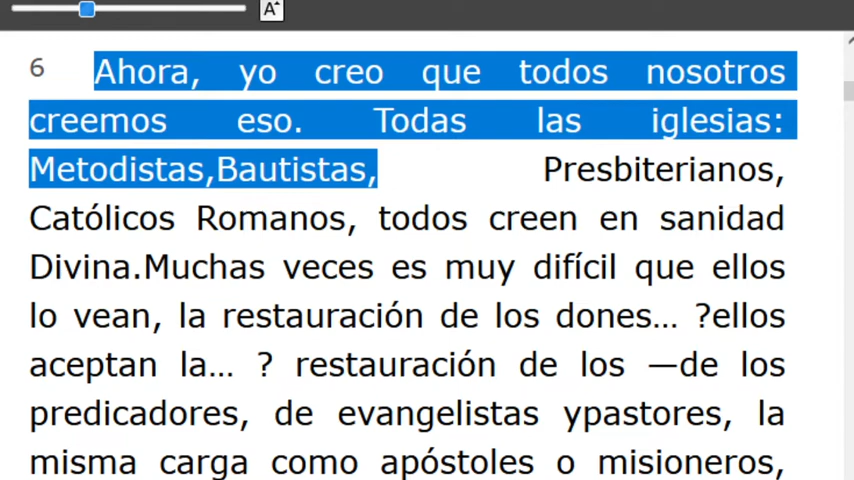 A
6 Ahora, yo creo que todos nosotros
creemos eso. Todas las iglesias:
Metodistas,Bautistas, Presbiterianos,
Católicos Romanos, todos creen en sanidad
Divina.Muchas veces es muy difícil que ellos
lo vean, la restauración de los dones... ?ellos
aceptan la... ? restauración de los —de los
predicadores, de evangelistas ypastores, la
misma carga como apóstoles o misioneros,